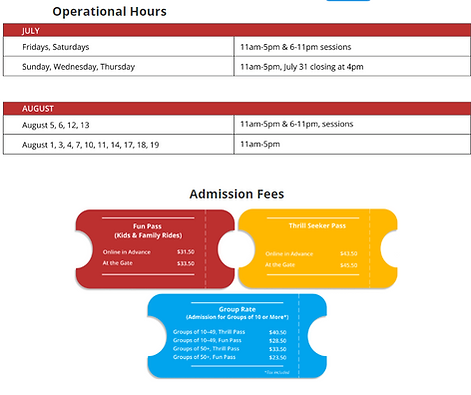 Operational Hours
JULY
Fridays, Saturdays 11am-5pm & 6-11pm sessions
Sunday, Wednesday, Thursday 11am-5pm, July 31 closing at 4pm
AUGUST
August 5, 6, 12, 13 11am-5pm & 6-11pm, sessions
August 1, 3, 4, 7, 10, 11, 14, 17, 18, 19 11am-5pm
Admission Fees
Fun Pass
(Kids & Family Rides)
Online in Advance $31.50
At the Gate $33.50
Thrill Seeker Pass
Online in Advance $43.50
At the Gate $45.50
Group Rate
(Admission for Groups of 10 or More*)
Groups of 10-49, Thrill Pass $40.50
Groups of 10-49, Fun Pass $28.50
Groups of 50+, Thrill Pass $33.50
Groups of 50+, Fun Pass $23.50
*Tax included